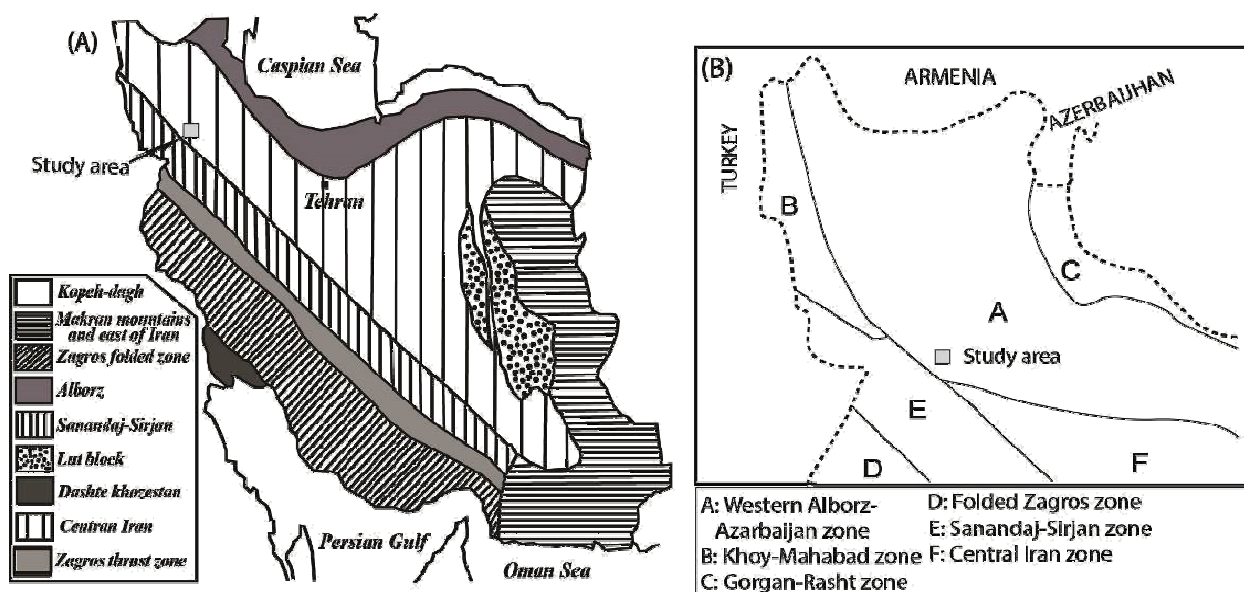 (A)
Caspian Sea
Study area
Tehran
Kopeh-dagh
Makran mountains
and east of Iran
Zagros folded zone
Alborz
Sanandaj-Sirjan
Lut block
Dashte khozestan
Centran Iran
Zagros thrust zone
Persian Gulf
Oman Sea
(B)
ARMENIA
AZERBAIJHAN
TURKEY
B
C
A
Study area
E
D
F
A: Western Alborz-
Azarbaijan zone
B: Khoy-Mahabad zone
C: Gorgan-Rasht zone
D: Folded Zagros zone
E: Sanandaj-Sirjan zone
F: Central Iran zone